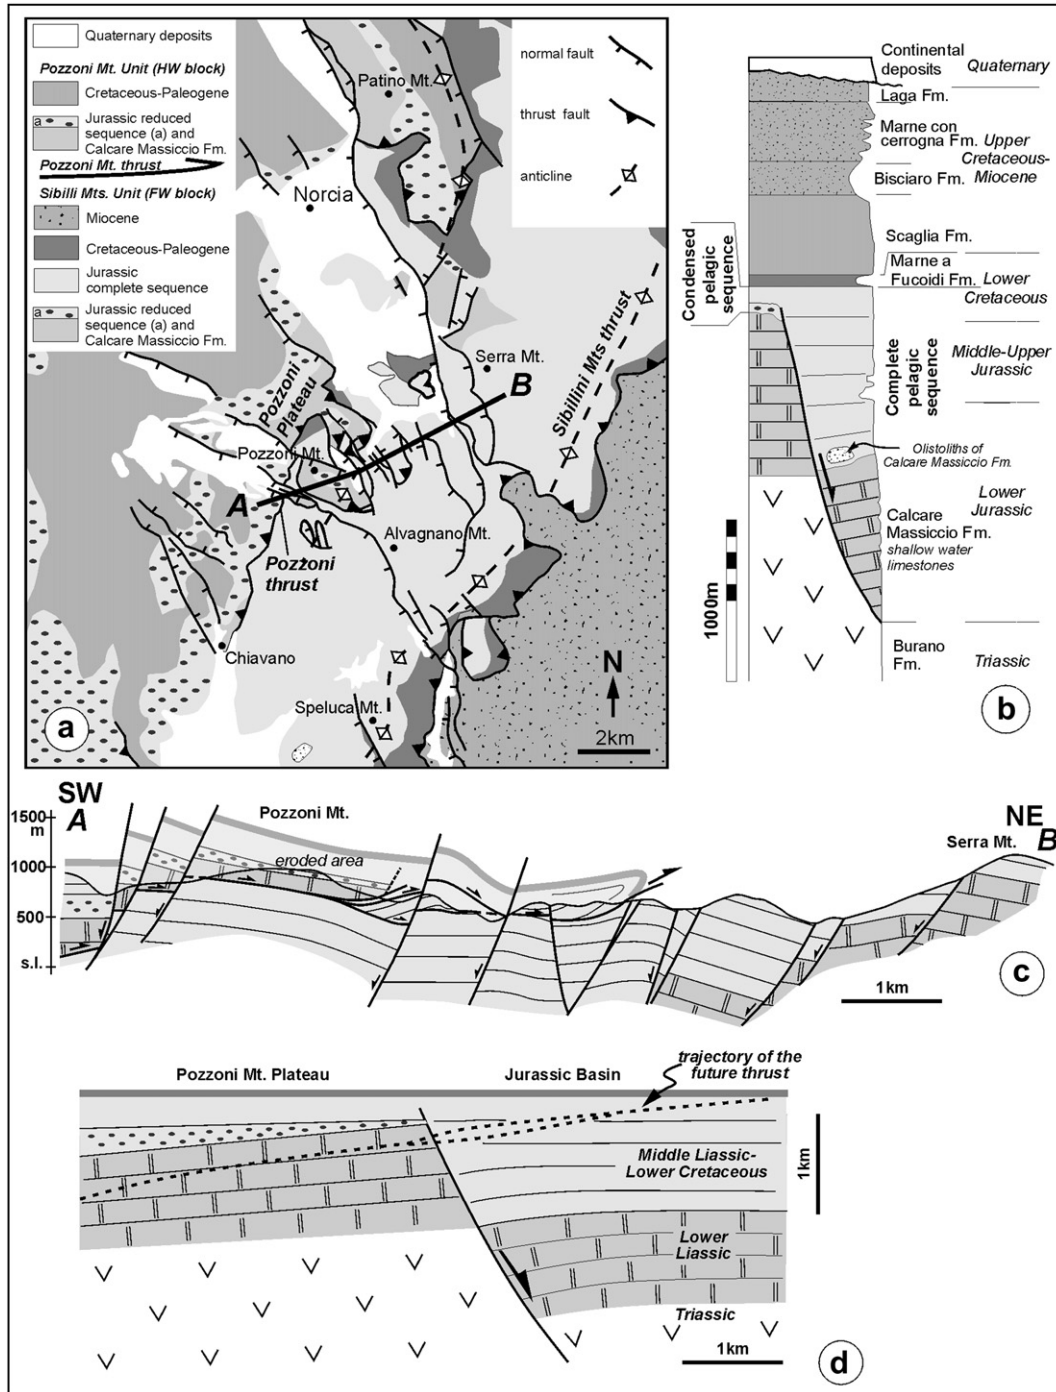 Quaternary deposits
Pozzoni Mt. Unit (HW block)
Cretaceous-Paleogene
a
Jurassic reduced
sequence (a) and
Calcare Massiccio Fm.
Pozzoni Mt. thrust
Sibilli Mts. Unit (FW block)
Miocene
Cretaceous-Paleogene
Jurassic
complete sequence
a
Jurassic reduced
sequence (a) and
Calcare Massiccio Fm.
normal fault
thrust fault
anticline
Patino Mt.
Norcia
Serra Mt.
B
Sibillini Mts thrust
Pozzoni
Plateau
Pozzoni Mt.
A
Alvagnano Mt.
Pozzoni
thrust
Chiavano
Speluca Mt.
N
2km
a
Continental
deposits
Quaternary
Laga Fm.
Marne con
cerrogna Fm.
Upper
Cretaceous-
Miocene
Bisciaro Fm.
Scaglia Fm.
Marne a
Fucoidi Fm.
Lower
Cretaceous
Condensed
pelagic
sequence
Complete
pelagic
sequence
Middle-Upper
Jurassic
Olistoliths of
Calcare Massiccio Fm.
Lower
Jurassic
Calcare
Massiccio Fm.
shallow water
limestones
1000m
Burano
Fm.
Triassic
b
SW
A
1500
m
1000
500
s.l.
Pozzoni Mt.
eroded area
NE
Serra Mt.
B
c
1km
trajectory of the
future thrust
Pozzoni Mt. Plateau
Jurassic Basin
Middle Liassic-
Lower Cretaceous
1km
Lower
Liassic
Triassic
1km
d